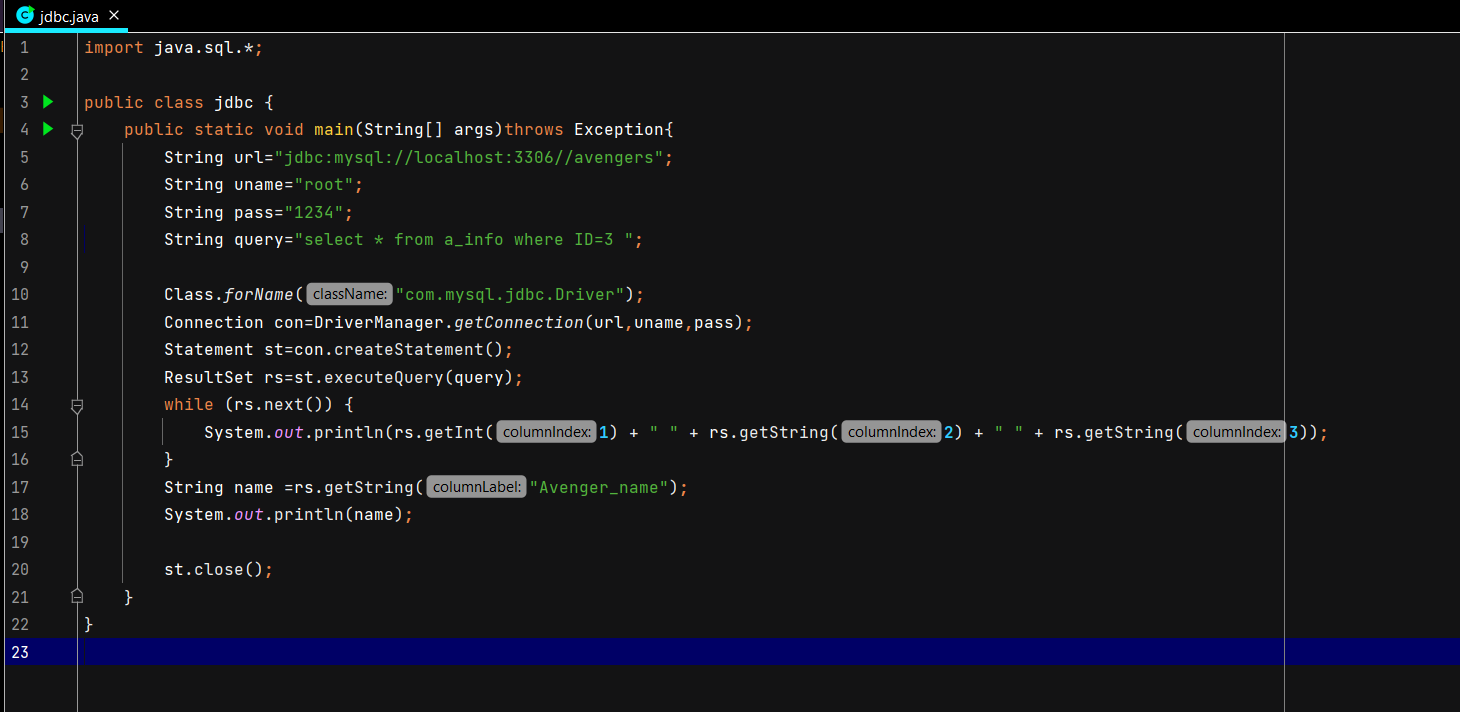 jdbc.java
1 import java.sql.*;
2
3 public class jdbc {
4 public static void main(String[] args)throws Exception{
5 String url="jdbc:mysql://localhost:3306//avengers";
6 String uname="root";
7 String pass="1234";
8 String query="select * from a_info where ID=3 ";
9
10 Class.forName( className: "com.mysql.jdbc.Driver");
11 Connection con=DriverManager.getConnection(url,uname,pass);
12 Statement st=con.createStatement();
13 ResultSet rs=st.executeQuery(query);
14 while (rs.next()) {
15 System.out.println(rs.getInt( columnIndex: 1) + " " + rs.getString( columnIndex: 2) + " " + rs.getString( columnIndex: 3));
16 }
17 String name =rs.getString( columnLabel: "Avenger_name");
18 System.out.println(name);
19
20 st.close();
21 }
22 }
23